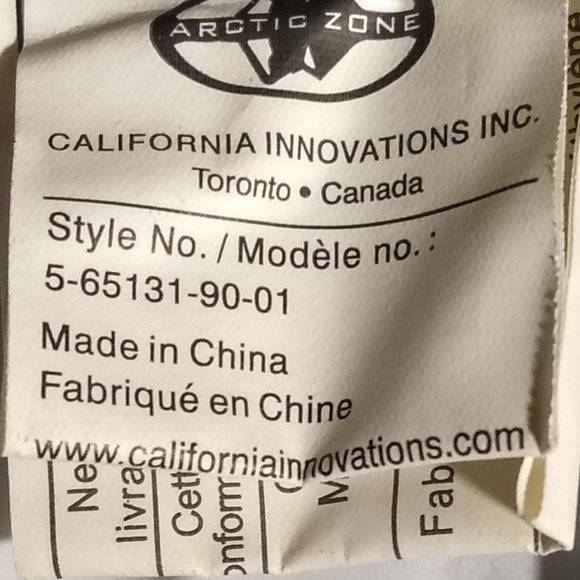 ARCTIC ZONE
CALIFORNIA INNOVATIONS INC.
Toronto • Canada
Style No. / Modèle no. :
5-65131-90-01
Made in China
Fabriqué en Chine
www.californiainnovations.com